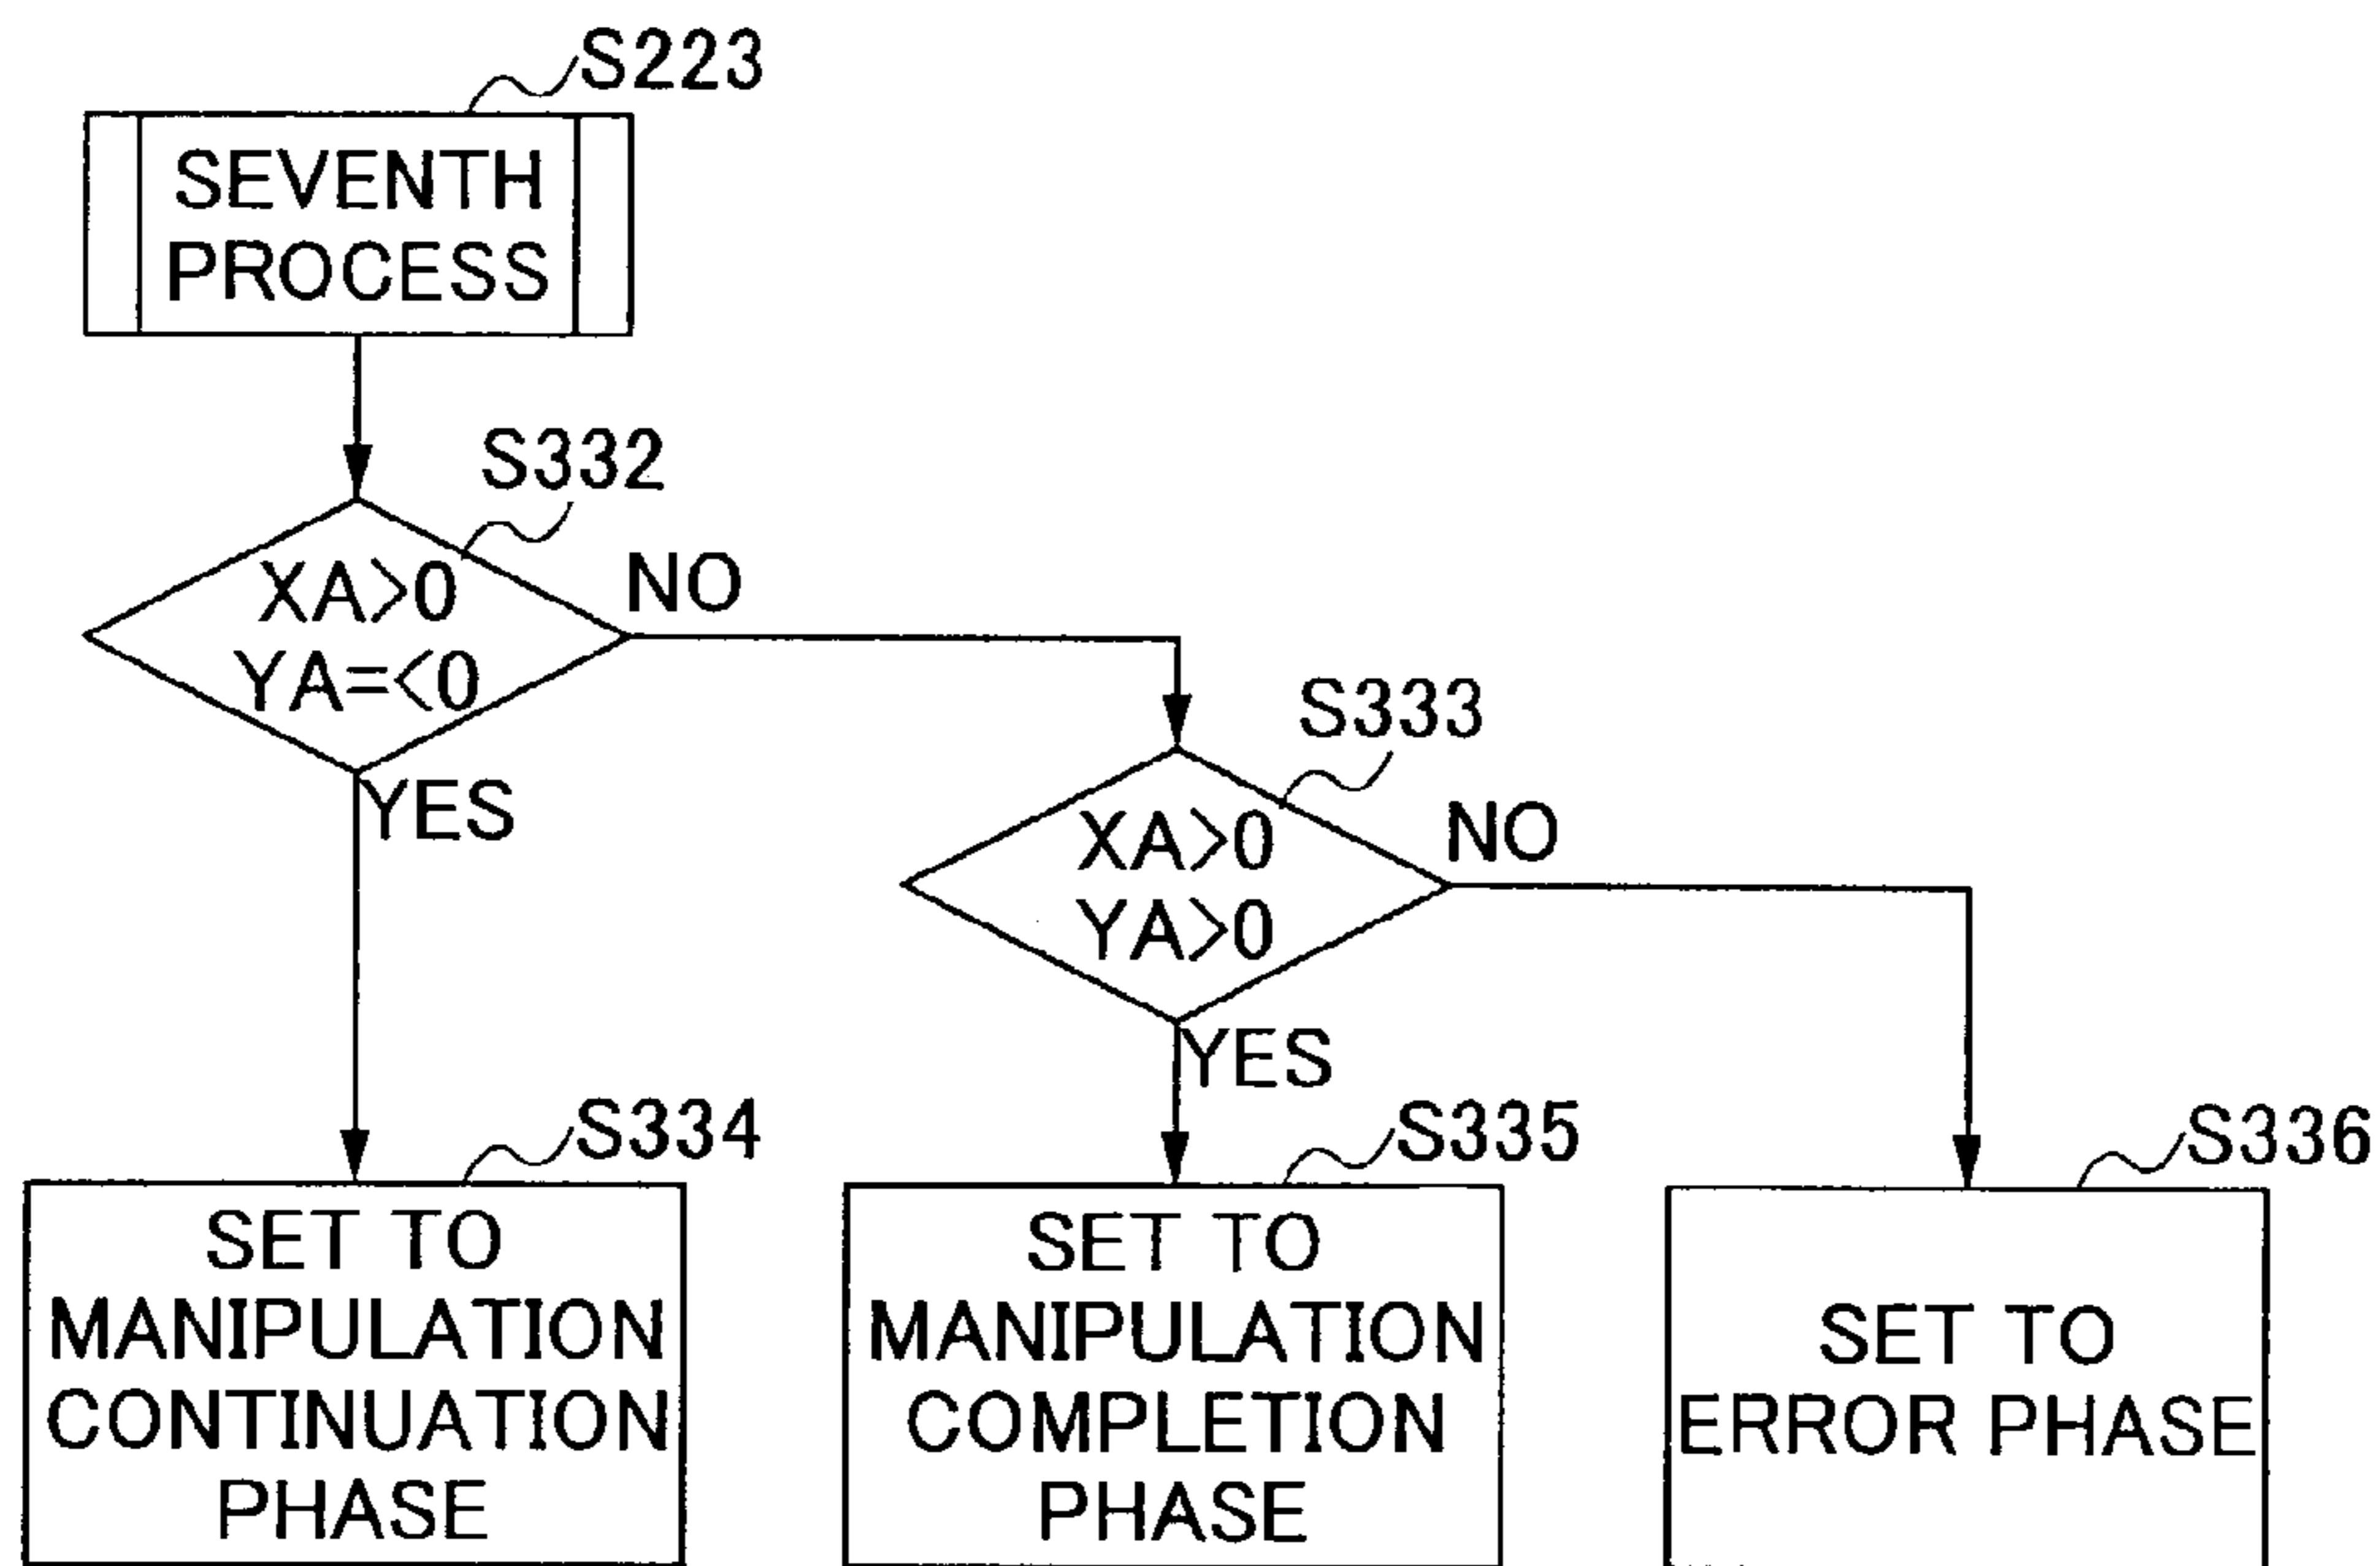 S223
SEVENTH
PROCESS
S332
XA>0
YA=<0
NO
YES
S333
XA>0
YA>0
NO
YES
S334
SET TO
MANIPULATION
CONTINUATION
PHASE
S335
SET TO
MANIPULATION
COMPLETION
PHASE
S336
SET TO
ERROR PHASE